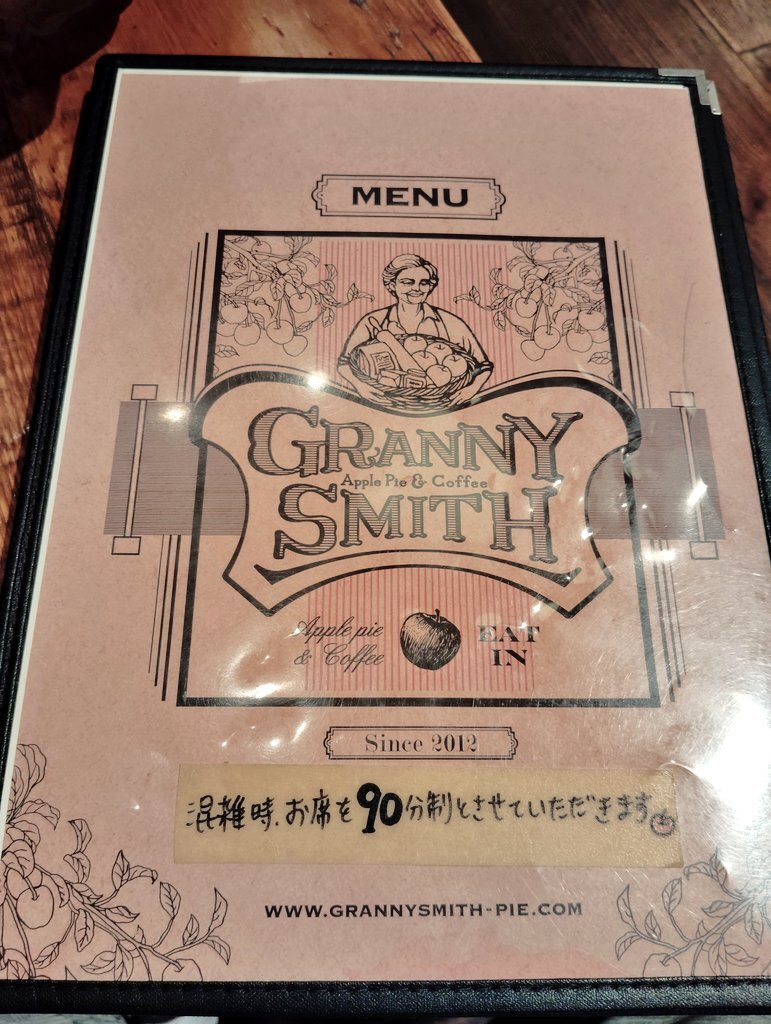 MENU
GRANNY
Apple Pie & Coffee
SMITH
Apple pie
& Coffee
EAT
IN
Since 2012
混雑時、お席を90分制とさせていただきます。
WWW.GRANNYSMITH-PIE.COM